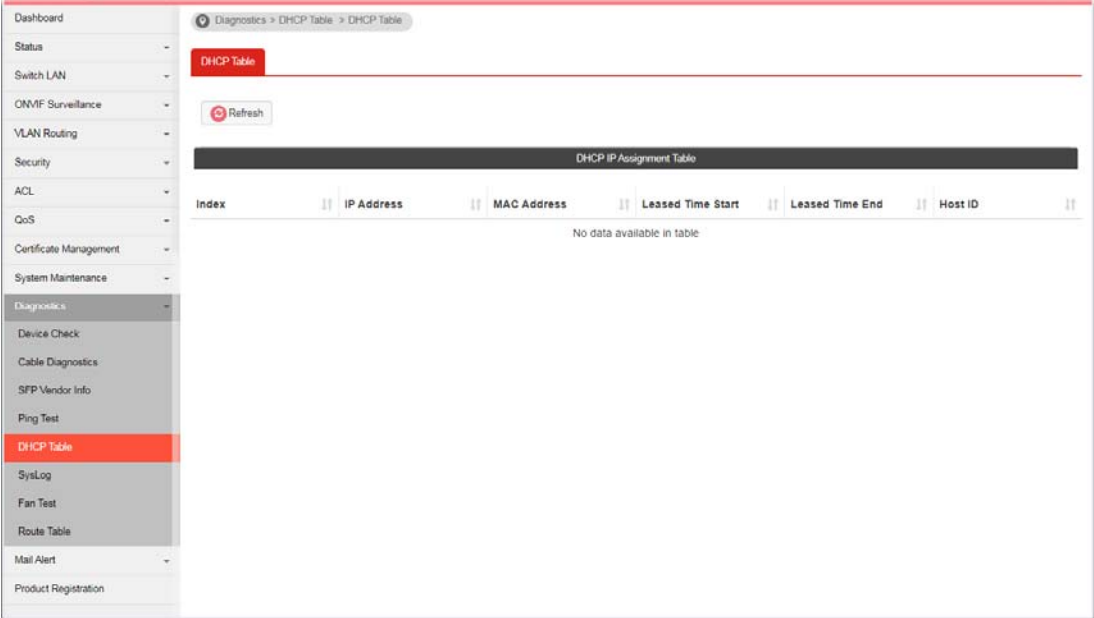 Dashboard
Status
Switch LAN
ONVIF Surveillance
VLAN Routing
Security
ACL
QoS
Certificate Management
System Maintenance
Diagnostics
Device Check
Cable Diagnostics
SFP Vendor Info
Ping Test
DHCP Table
SysLog
Fan Test
Route Table
Mail Alert
Product Registration
Diagnostics > DHCP Table > DHCP Table
DHCP Table
Refresh
DHCP IP Assignment Table
Index IP Address MAC Address Leased Time Start Leased Time End Host ID
No data available in table